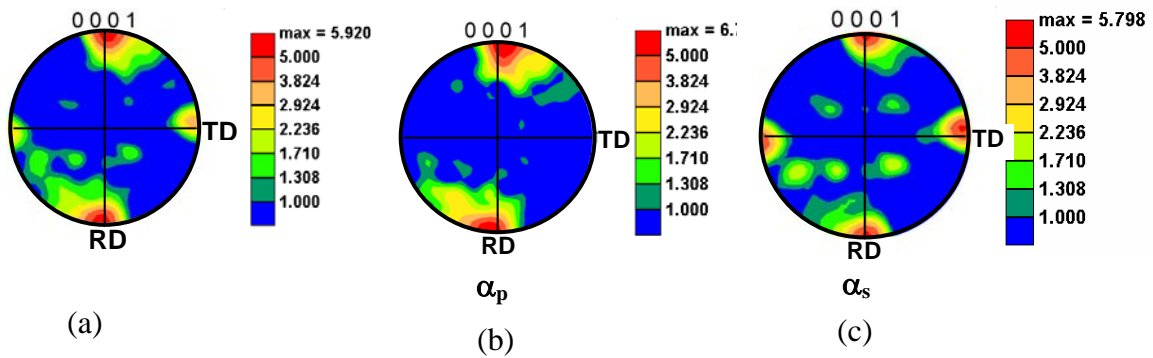 0 0 0 1
max = 5.920
5.000
3.824
2.924
2.236
1.710
1.308
1.000
TD
RD
(a)
0 0 0 1
max = 6.
5.000
3.824
2.924
2.236
1.710
1.308
1.000
TD
RD
αp
(b)
0 0 0 1
max = 5.798
5.000
3.824
2.924
2.236
1.710
1.308
1.000
TD
RD
αs
(c)